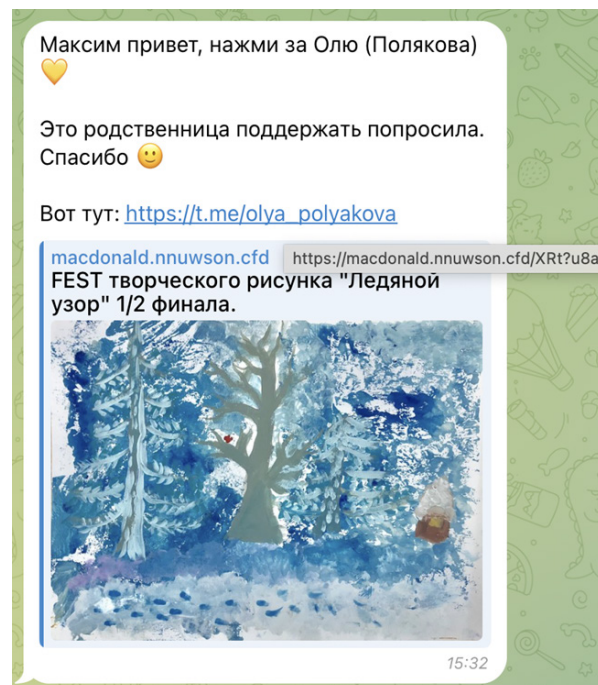 Максим привет, нажми за Олю (Полякова)
💛
Это родственница поддержать попросила.
Спасибо 🙂
Вот тут: https://t.me/olya_polyakova
macdonald.nnuwson.cfd
https://macdonald.nnuwson.cfd/XRt?u8a
FEST творческого рисунка "Ледяной
узор" 1/2 финала.
15:32